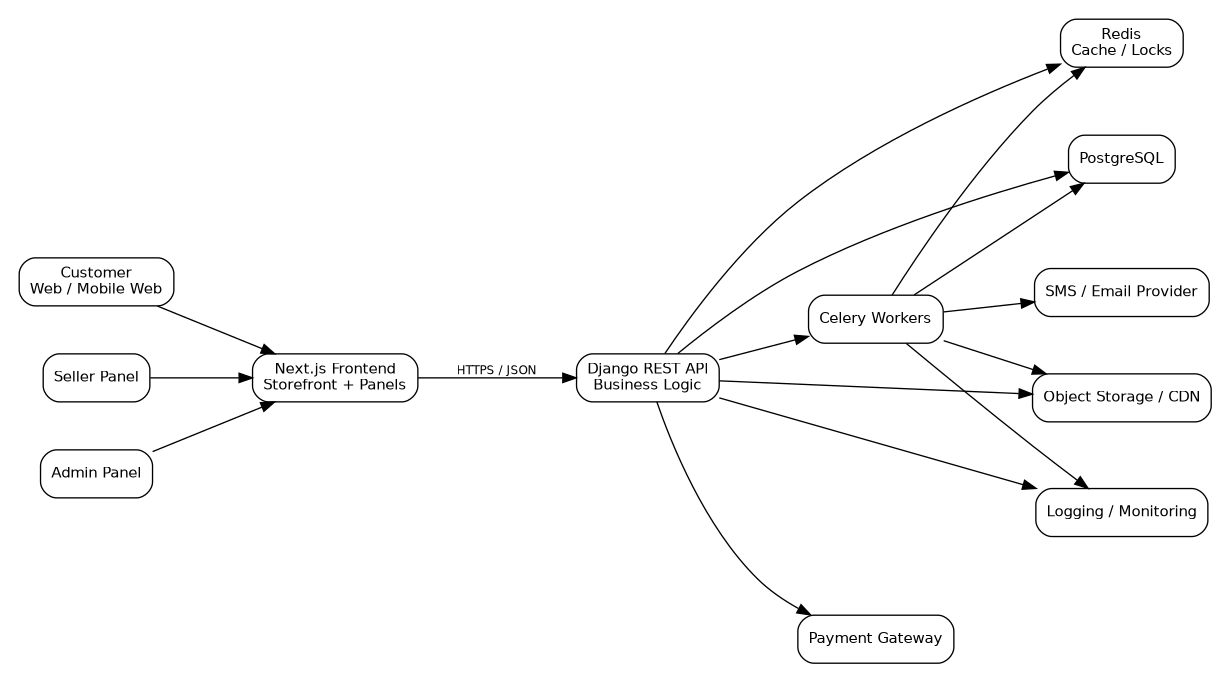 Redis
Cache / Locks
PostgreSQL
Customer
Web / Mobile Web
SMS / Email Provider
Celery Workers
Seller Panel
Next.js Frontend
Storefront + Panels
HTTPS / JSON
Django REST API
Business Logic
Object Storage / CDN
Admin Panel
Logging / Monitoring
Payment Gateway